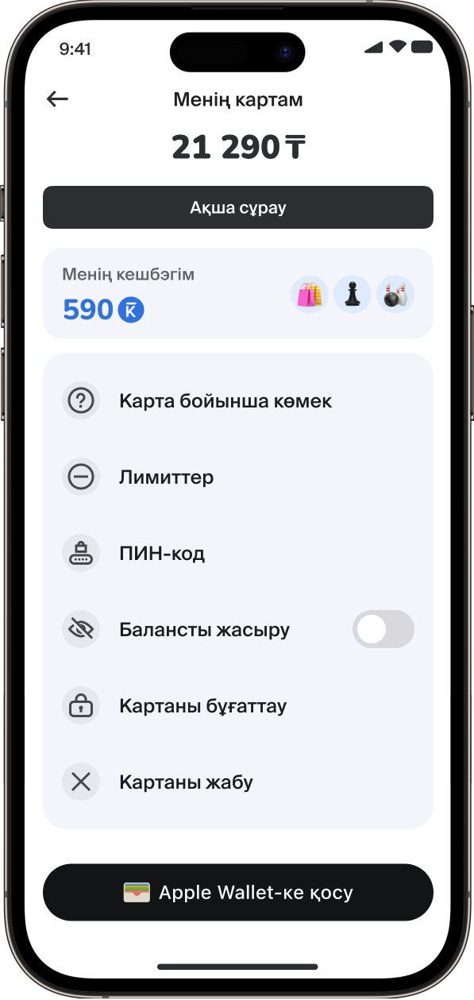 9:41
Менің картам
21 290 ₸
Ақша сұрау
Менің кешбэгім
590 K
Карта бойынша көмек
Лимиттер
ПИН-код
Балансты жасыру
Картаны бұғаттау
Картаны жабу
Apple Wallet-ке қосу